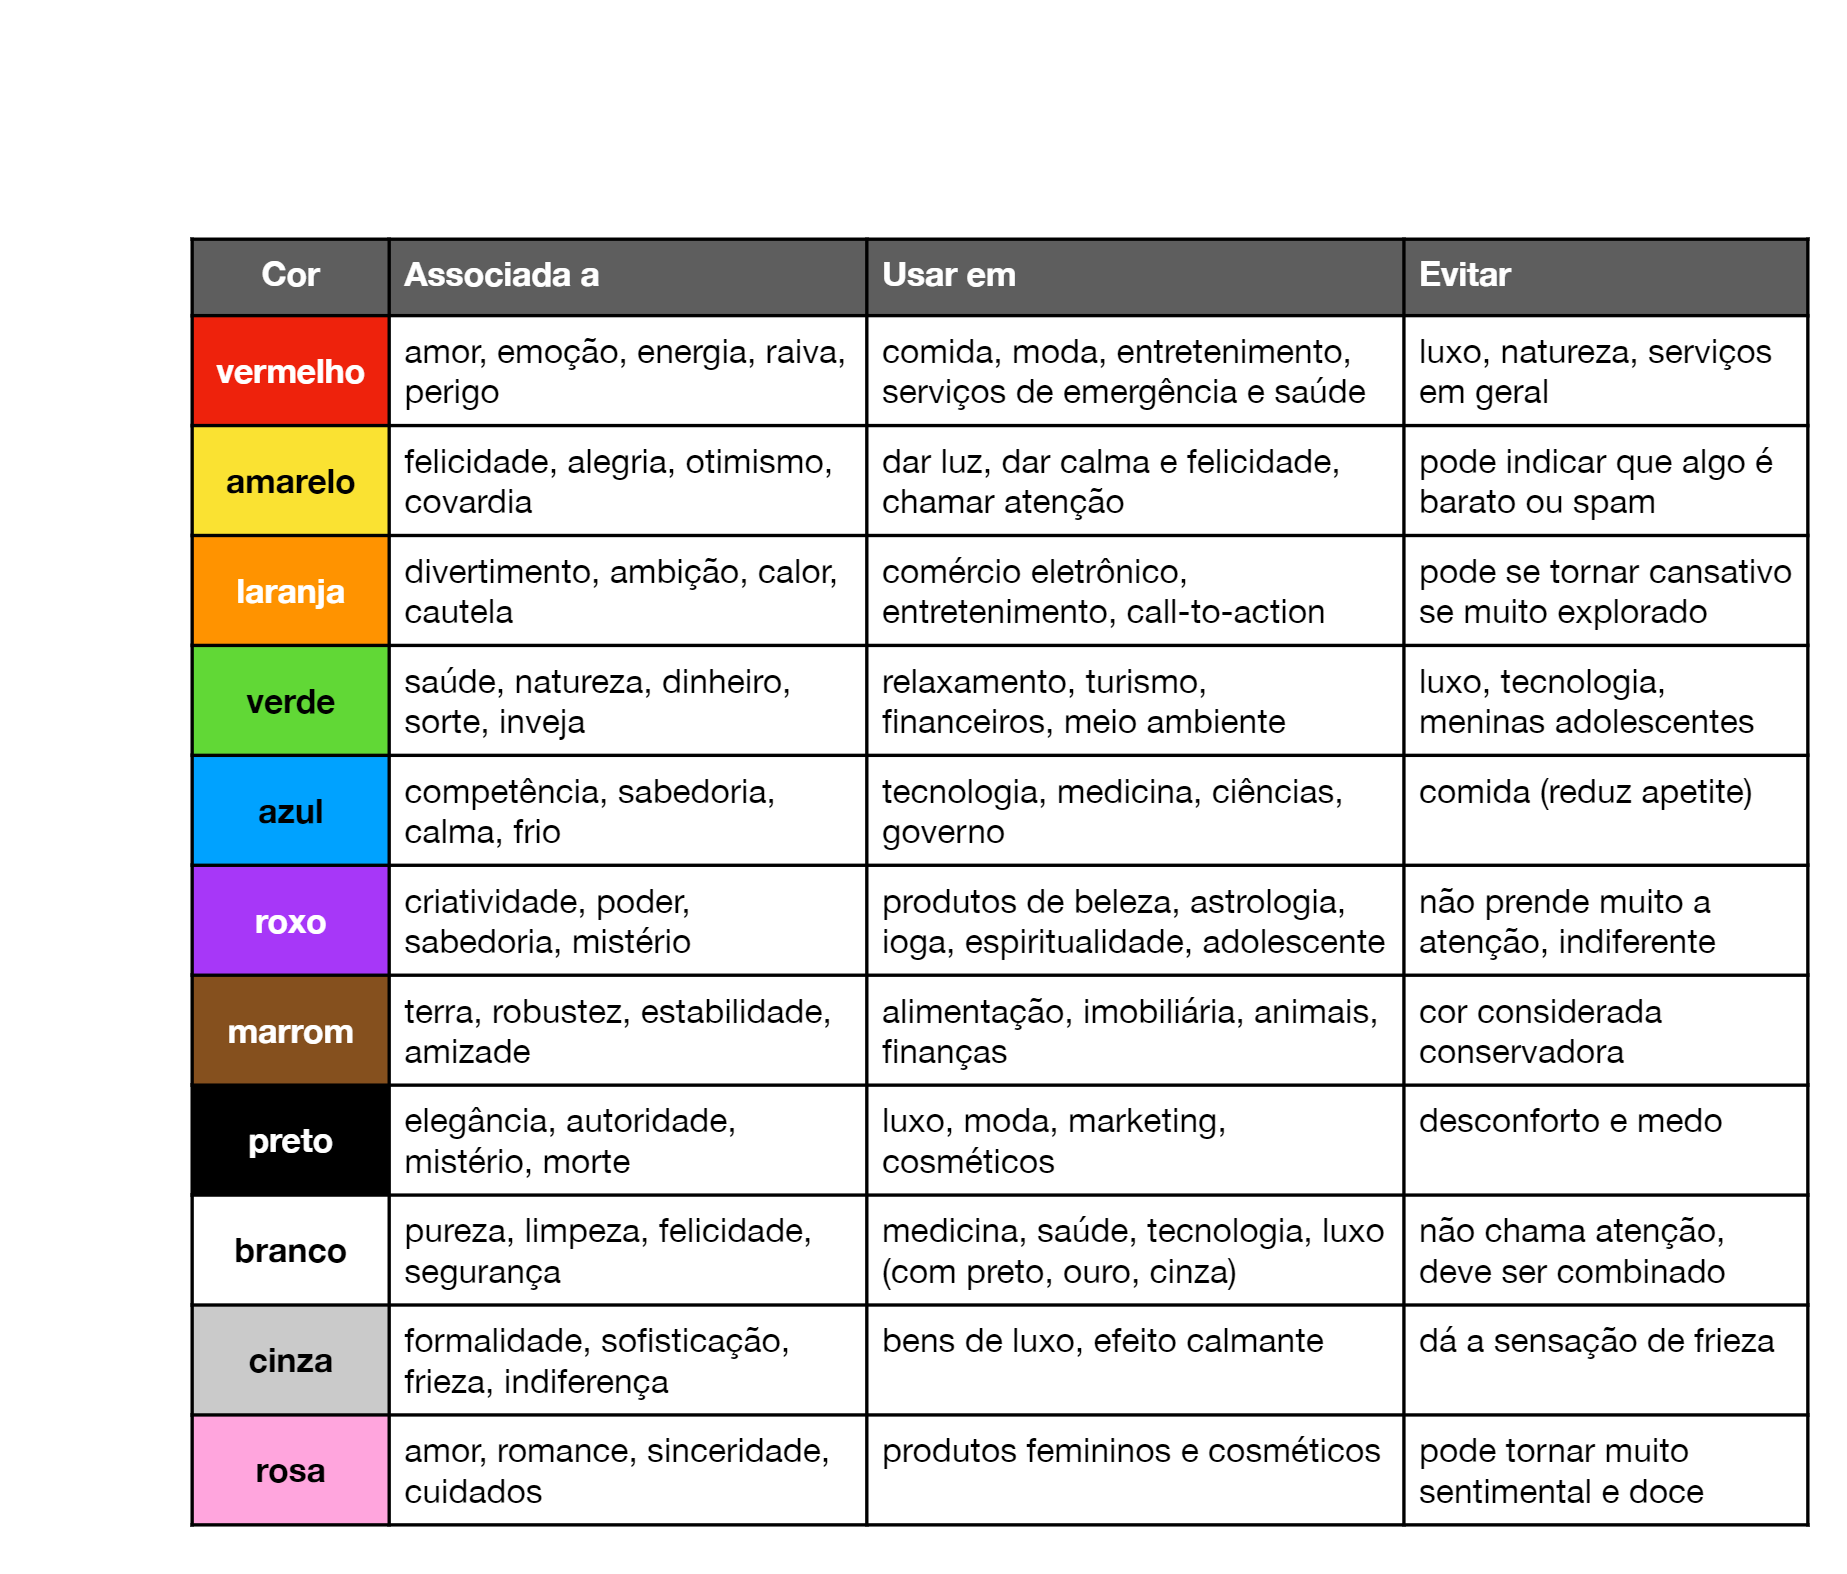 Cor Associada a Usar em Evitar
vermelho
amor, emoção, energia, raiva,
perigo
comida, moda, entretenimento,
serviços de emergência e saúde
luxo, natureza, serviços
em geral
amarelo
felicidade, alegria, otimismo,
covardia
dar luz, dar calma e felicidade,
chamar atenção
pode indicar que algo é
barato ou spam
laranja
divertimento, ambição, calor,
cautela
comércio eletrônico,
entretenimento, call-to-action
pode se tornar cansativo
se muito explorado
verde
saúde, natureza, dinheiro,
sorte, inveja
relaxamento, turismo,
financeiros, meio ambiente
luxo, tecnologia,
meninas adolescentes
azul
competência, sabedoria,
calma, frio
tecnologia, medicina, ciências,
governo
comida (reduz apetite)
roxo
criatividade, poder,
sabedoria, mistério
produtos de beleza, astrologia,
ioga, espiritualidade, adolescente
não prende muito a
atenção, indiferente
marrom
terra, robustez, estabilidade,
amizade
alimentação, imobiliária, animais,
finanças
cor considerada
conservadora
preto
elegância, autoridade,
mistério, morte
luxo, moda, marketing,
cosméticos
desconforto e medo
branco
pureza, limpeza, felicidade,
segurança
medicina, saúde, tecnologia, luxo
(com preto, ouro, cinza)
não chama atenção,
deve ser combinado
cinza
formalidade, sofisticação,
frieza, indiferença
bens de luxo, efeito calmante
dá a sensação de frieza
rosa
amor, romance, sinceridade,
cuidados
produtos femininos e cosméticos
pode tornar muito
sentimental e doce